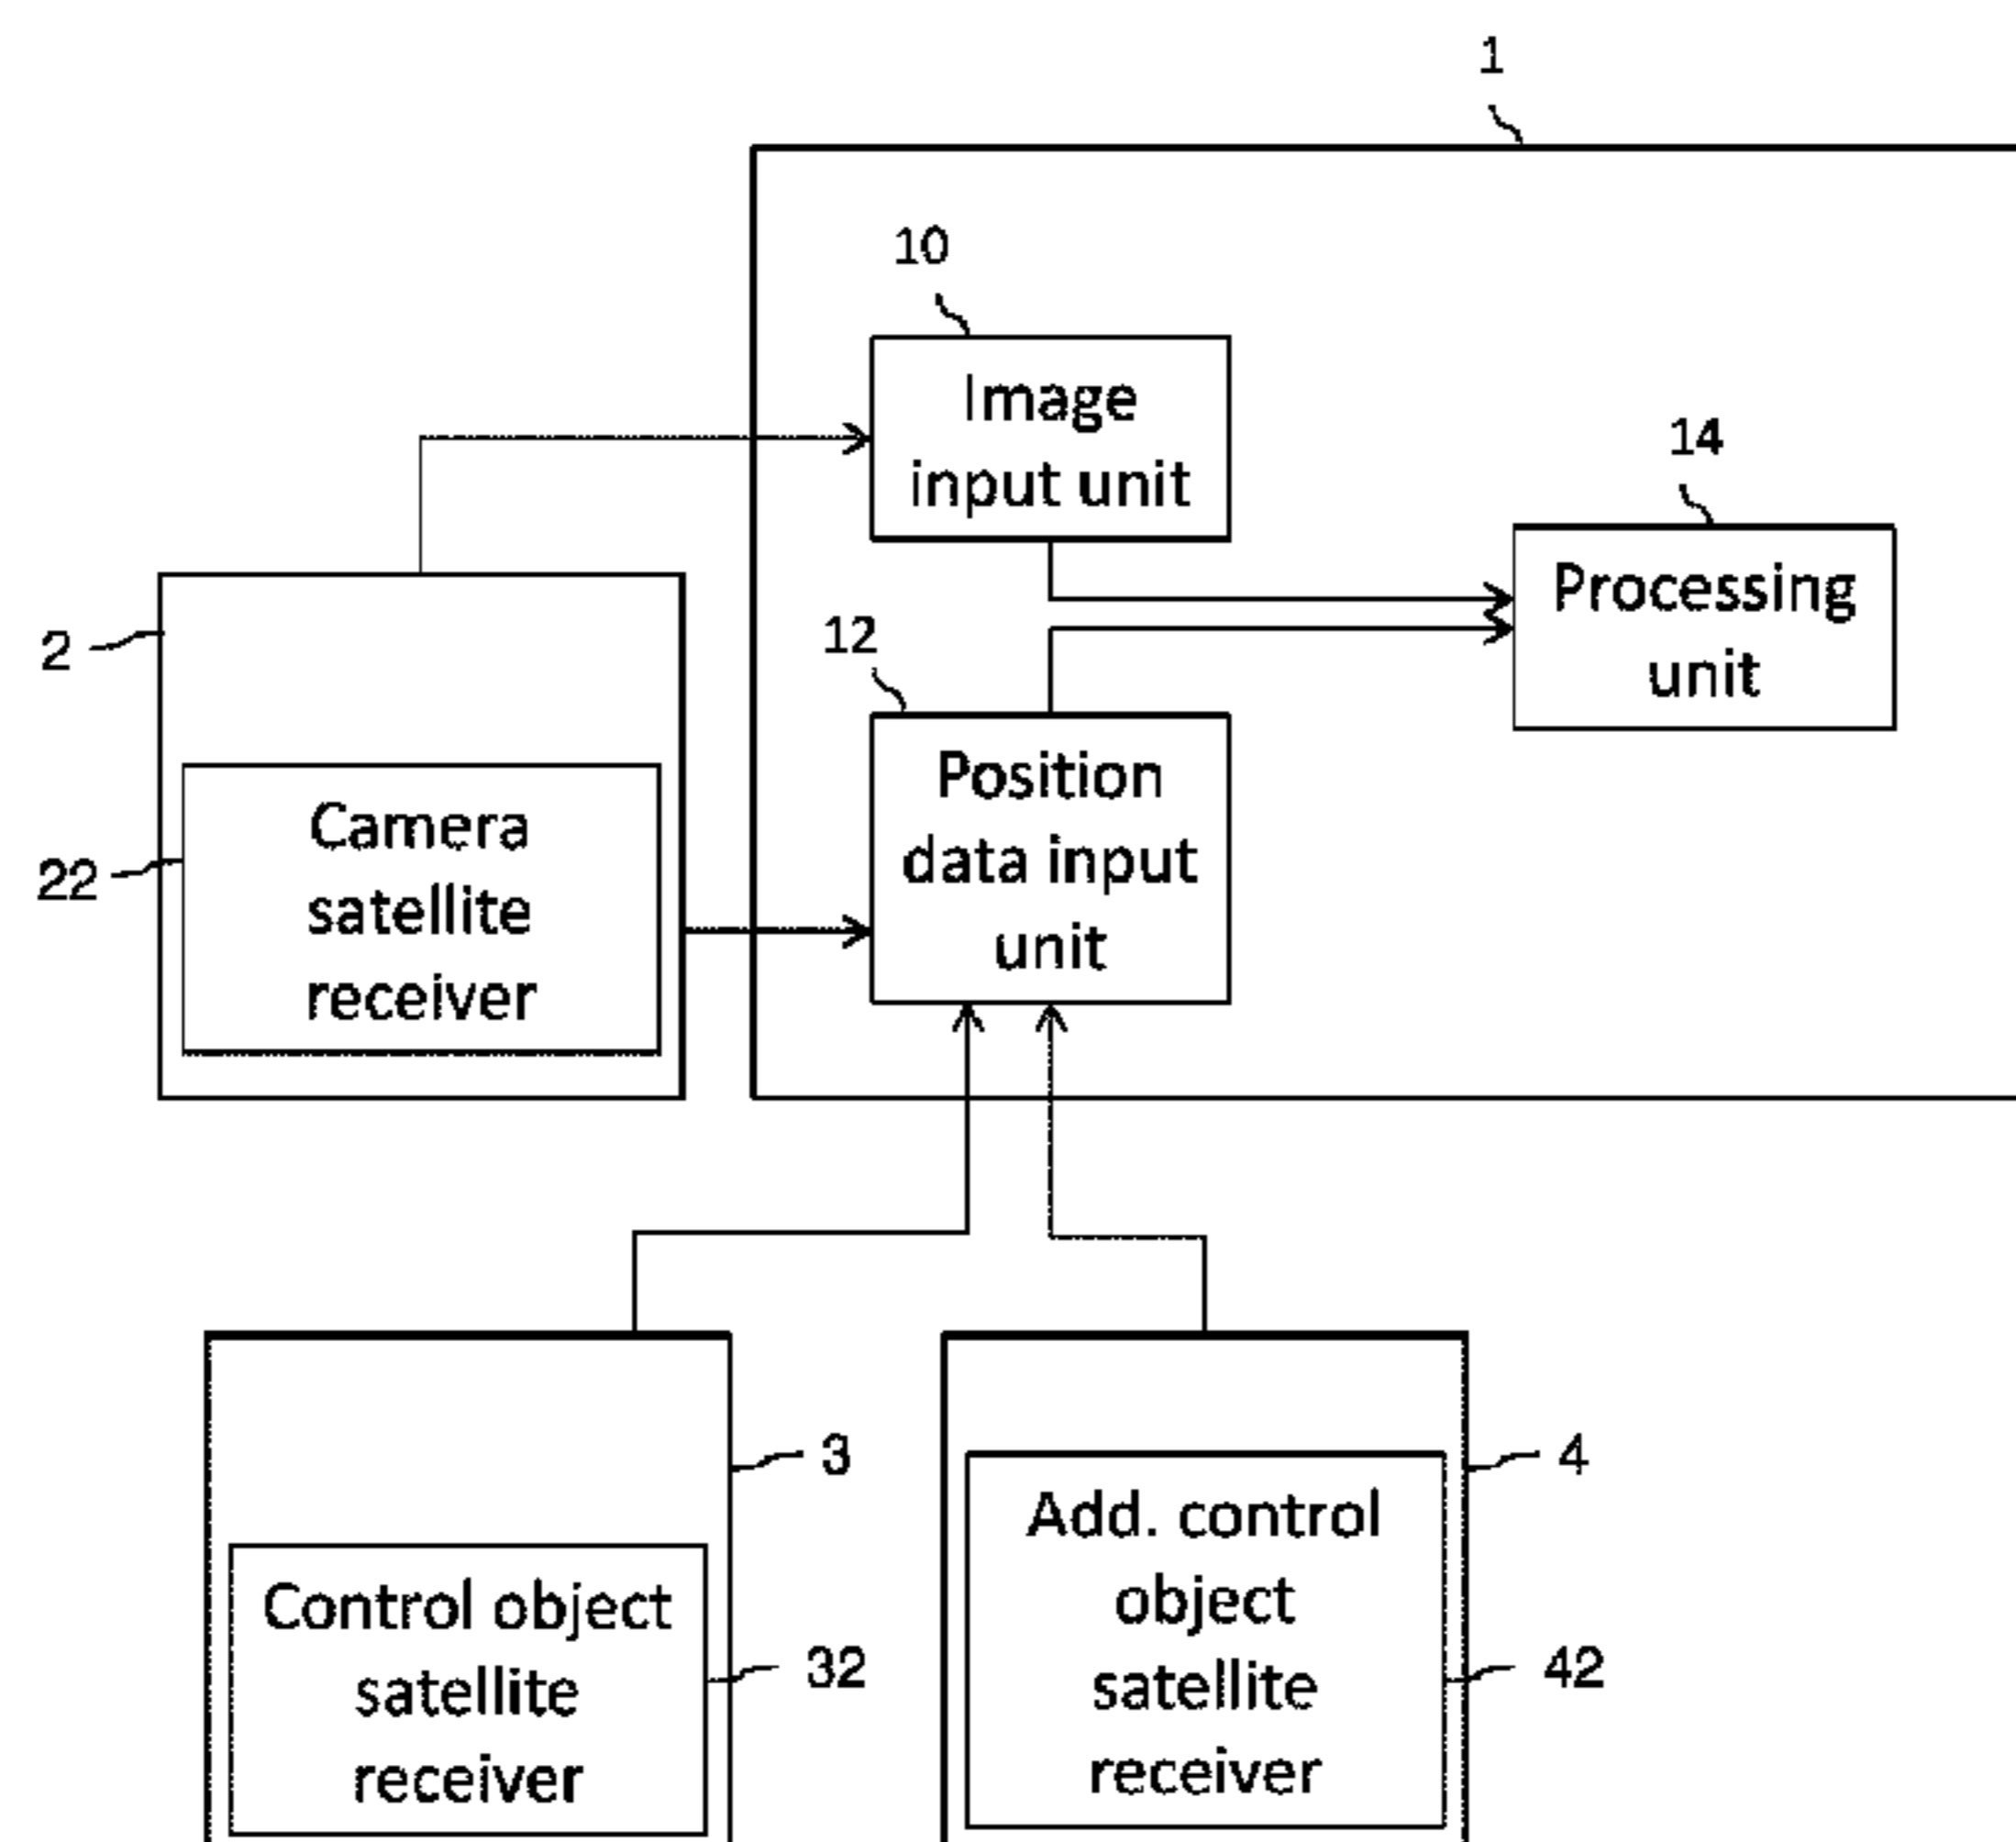 1
10
Image
input unit
14
Processing
unit
2
12
Position
data input
unit
22
Camera
satellite
receiver
3
Control object
satellite
receiver
32
4
Add. control
object
satellite
receiver
42